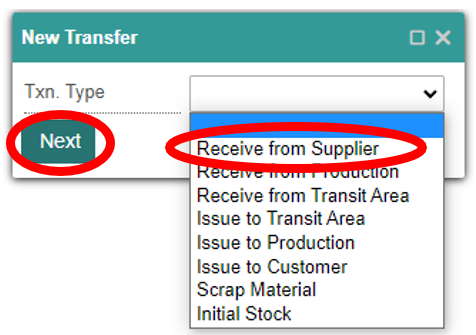 New Transfer
Txn. Type
Next
Receive from Supplier
Receive from Production
Receive from Transit Area
Issue to Transit Area
Issue to Production
Issue to Customer
Scrap Material
Initial Stock